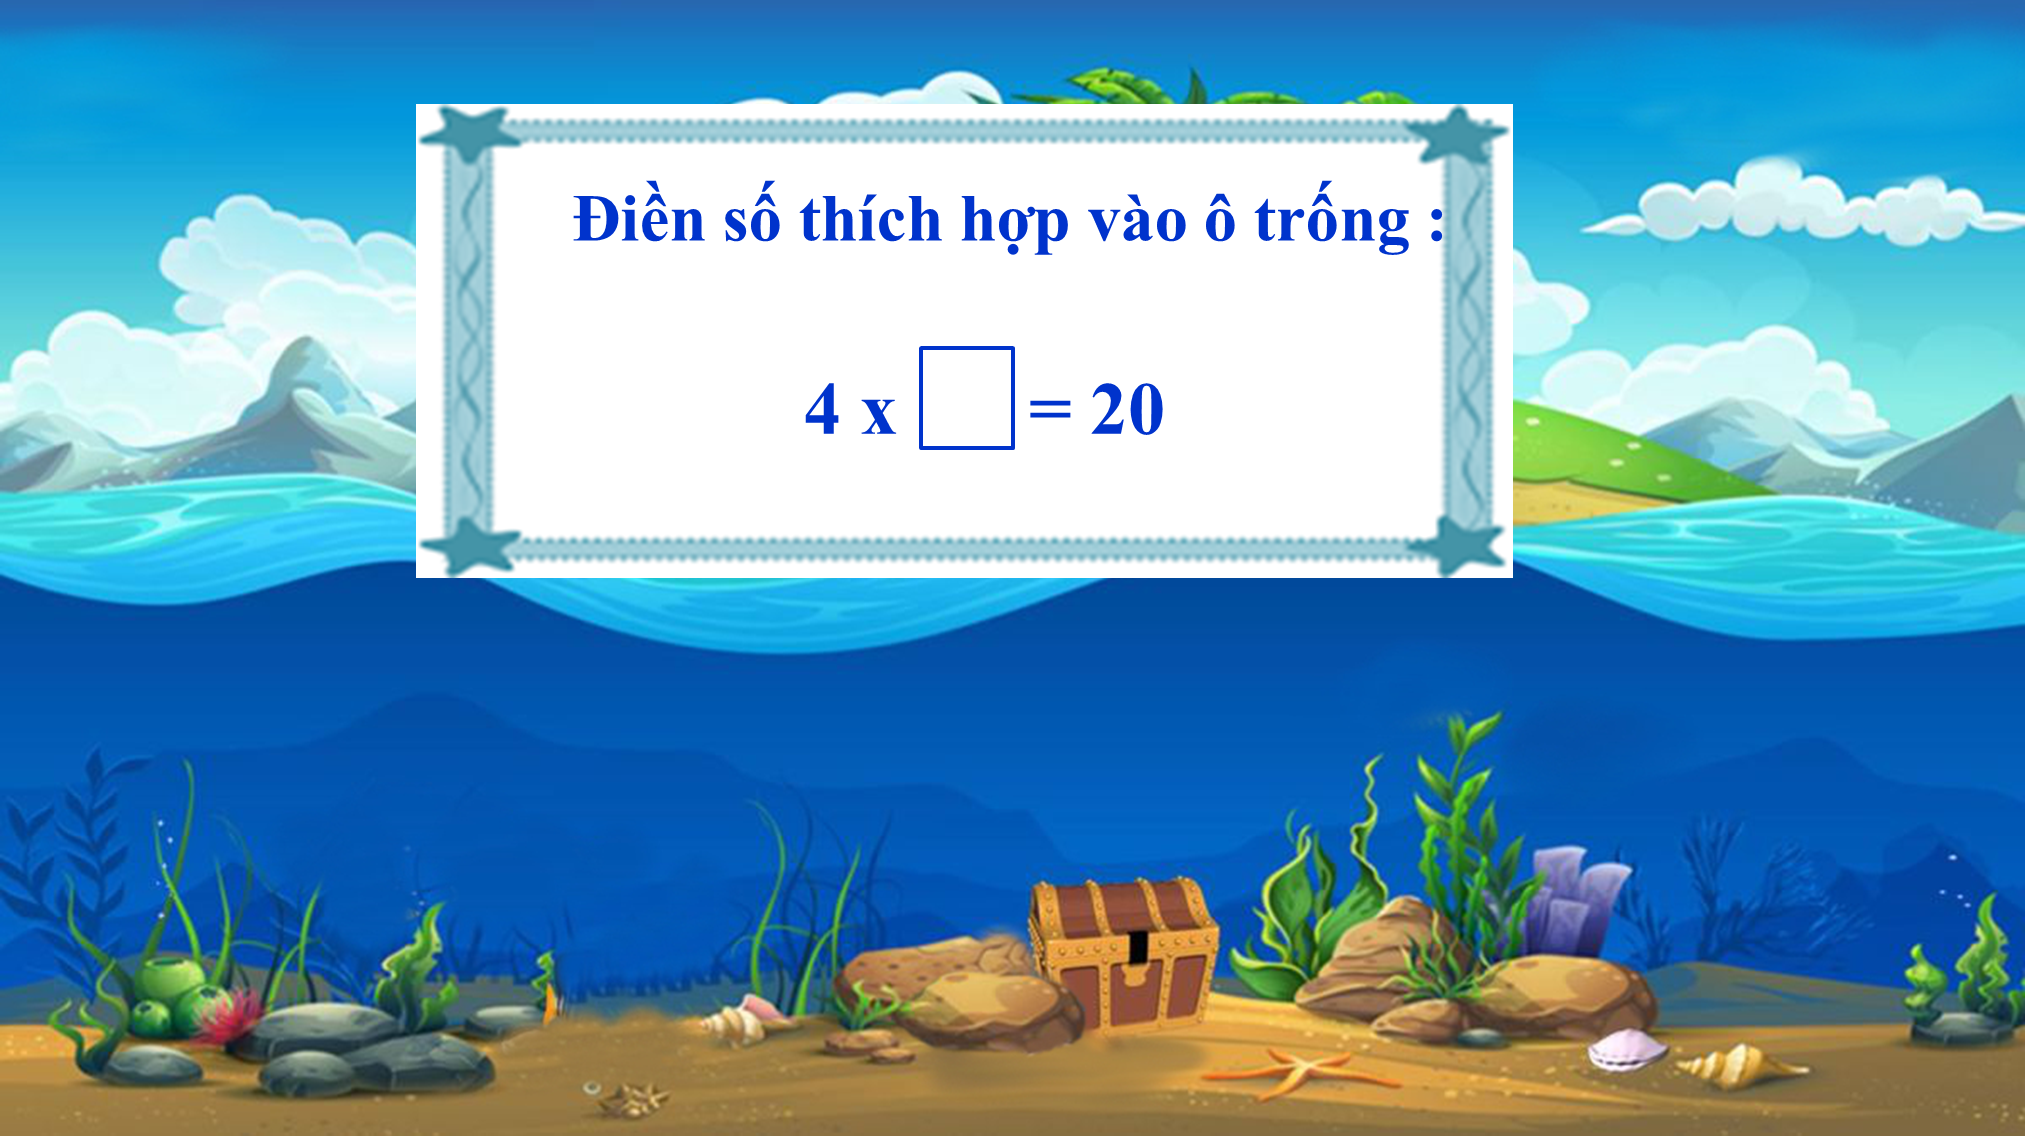 Điền số thích hợp vào ô trống :
4 x = 20